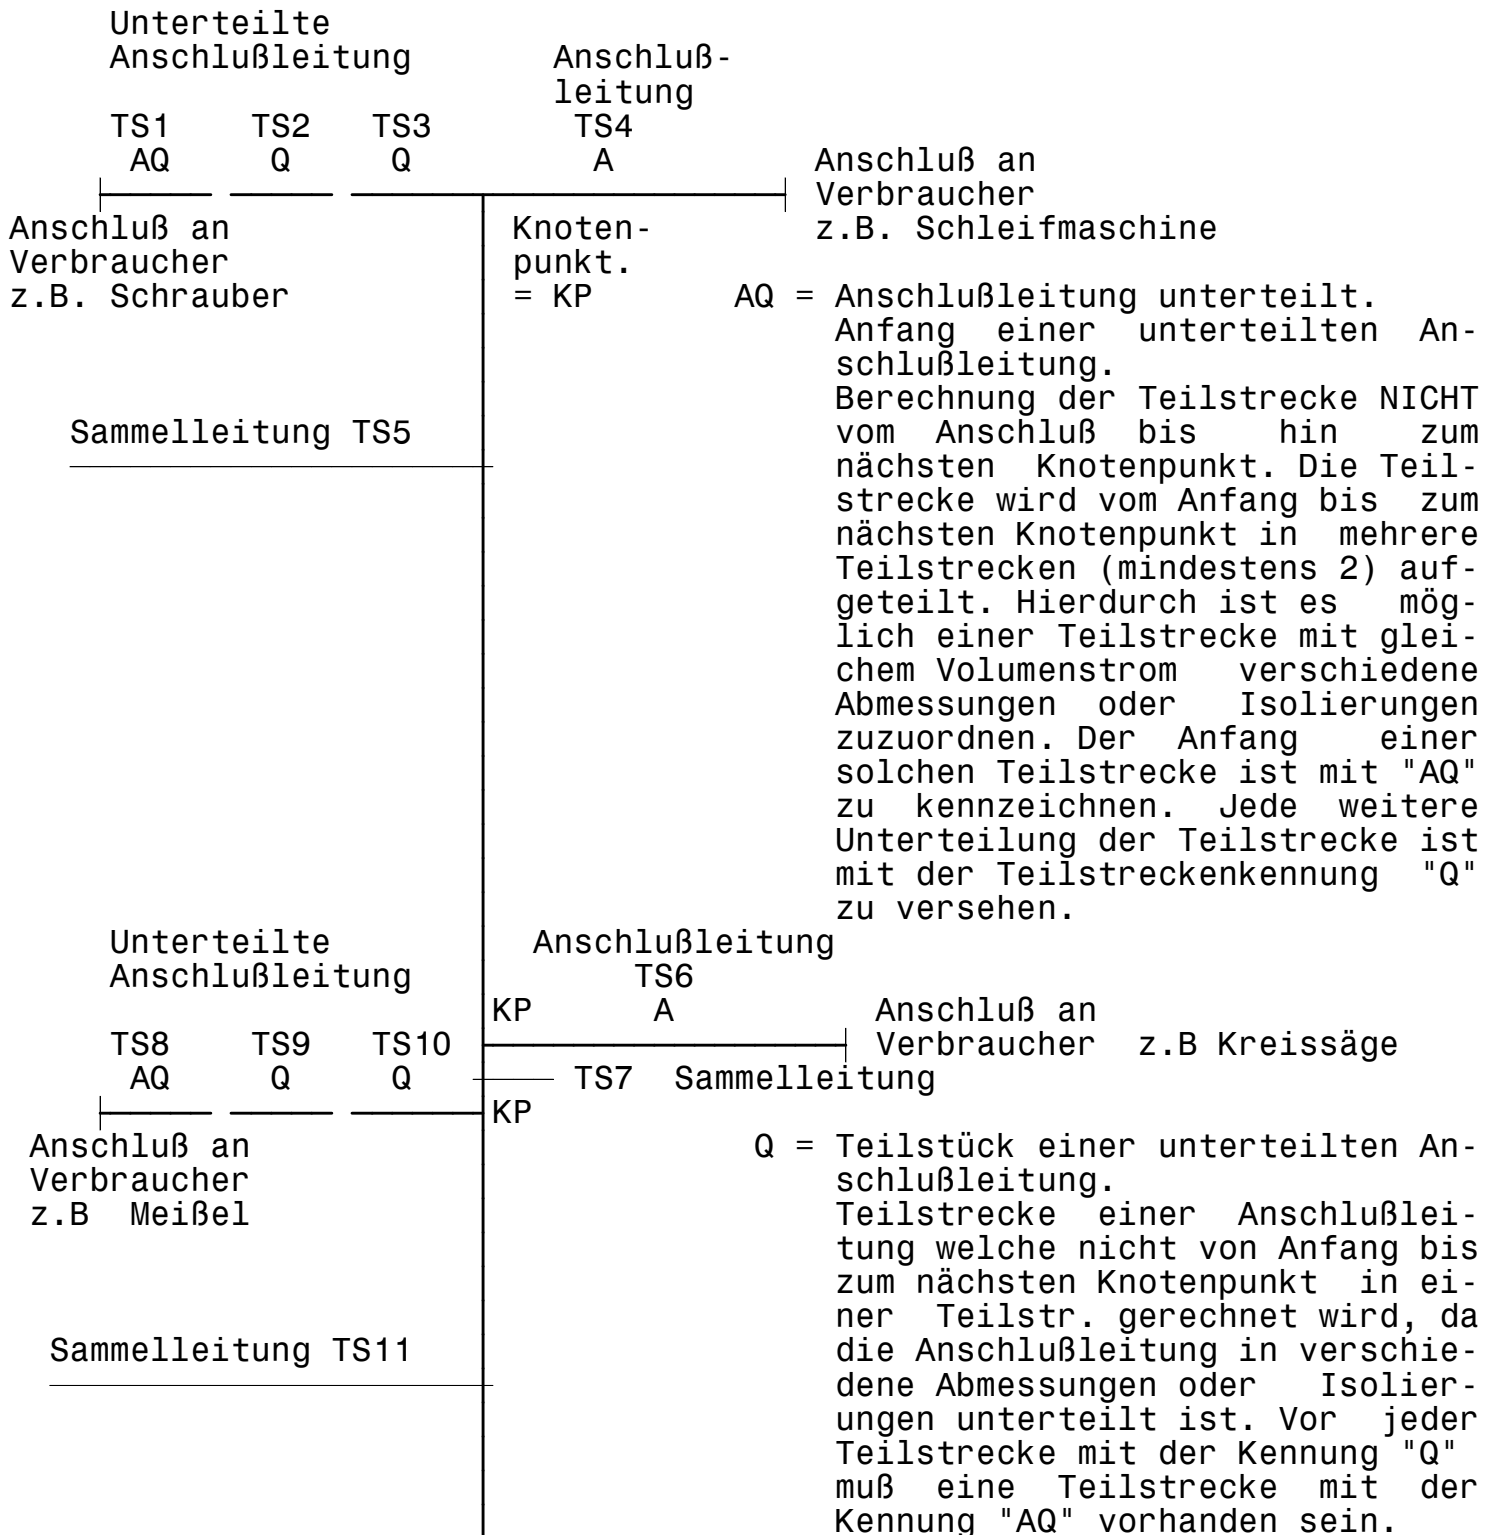 Unterteilte
Anschlußleitung Anschluß-
leitung
TS1 TS2 TS3 TS4
AQ Q Q A Anschluß an
Verbraucher
Anschluß an Knoten- z.B. Schleifmaschine
Verbraucher punkt.
z.B. Schrauber = KP AQ = Anschlußleitung unterteilt.
Anfang einer unterteilten An-
schlußleitung.
Berechnung der Teilstrecke NICHT
Sammelleitung TS5 vom Anschluß bis hin zum
nächsten Knotenpunkt. Die Teil-
strecke wird vom Anfang bis zum
nächsten Knotenpunkt in mehrere
Teilstrecken (mindestens 2) auf-
geteilt. Hierdurch ist es mög-
lich einer Teilstrecke mit glei-
chem Volumenstrom verschiedene
Abmessungen oder Isolierungen
zuzuordnen. Der Anfang einer
solchen Teilstrecke ist mit "AQ"
zu kennzeichnen. Jede weitere
Unterteilung der Teilstrecke ist
mit der Teilstreckenkennung "Q"
zu versehen.
Unterteilte Anschlußleitung
Anschlußleitung TS6
KP A Anschluß an
TS8 TS9 TS10 Verbraucher z.B Kreissäge
AQ Q Q TS7 Sammelleitung
KP
Anschluß an Q = Teilstück einer unterteilten An-
Verbraucher schlußleitung.
z.B Meißel Teilstrecke einer Anschlußlei-
tung welche nicht von Anfang bis
zum nächsten Knotenpunkt in ei-
ner Teilstr. gerechnet wird, da
Sammelleitung TS11 die Anschlußleitung in verschie-
dene Abmessungen oder Isolier-
ungen unterteilt ist. Vor jeder
Teilstrecke mit der Kennung "Q"
muß eine Teilstrecke mit der
Kennung "AQ" vorhanden sein.